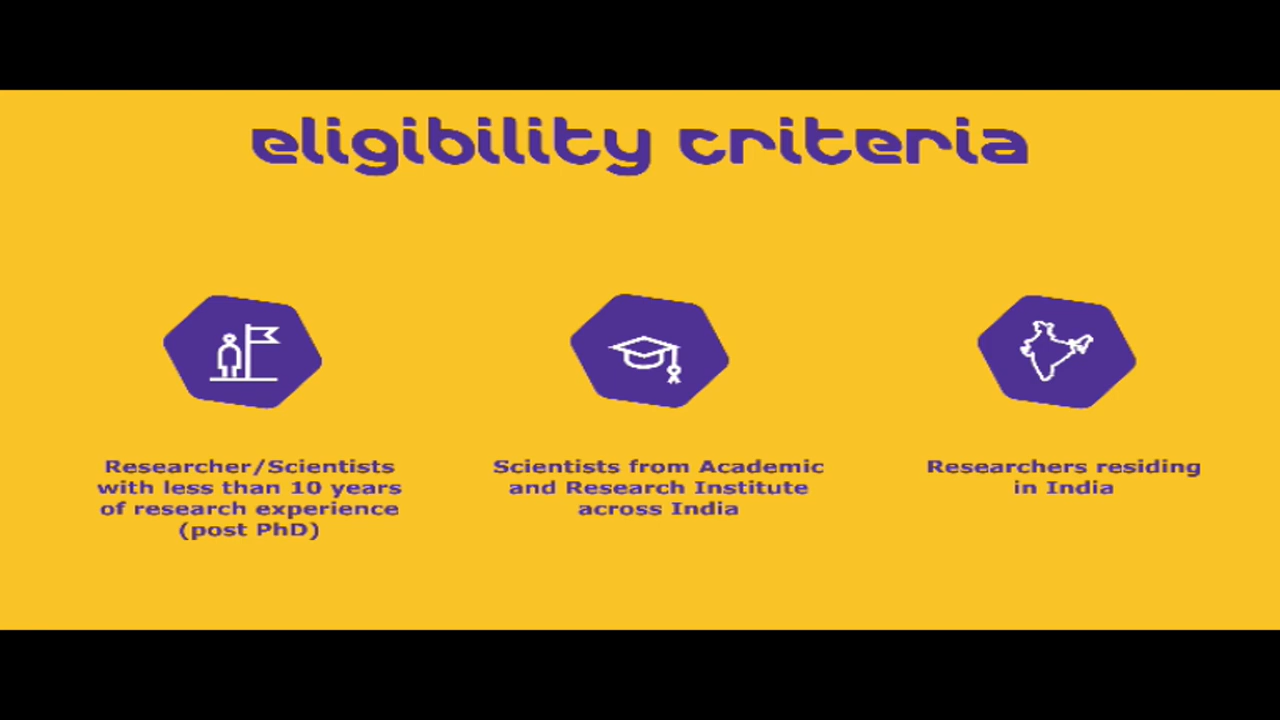 eligibility criteria
Researcher/Scientists
with less than 10 years
of research experience
(post PhD)
Scientists from Academic
and Research Institute
across India
Researchers residing
in India